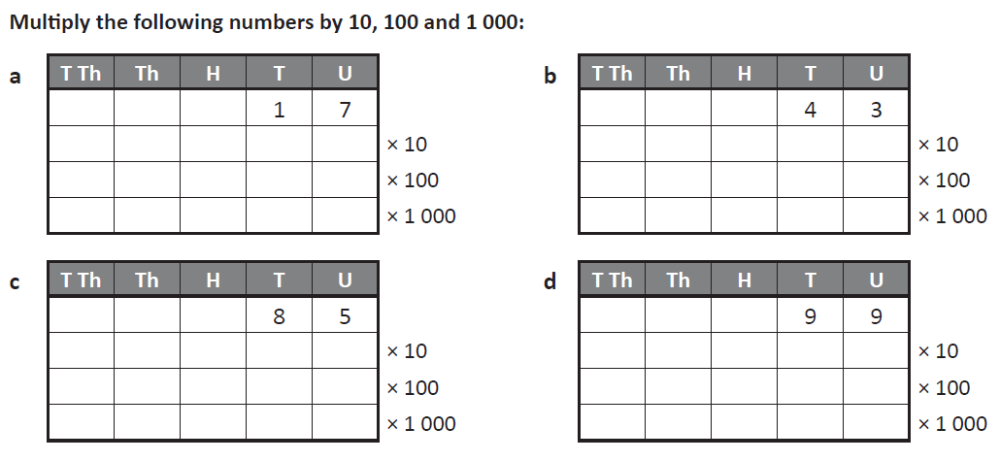 Multiply the following numbers by 10, 100 and 1 000:
a
T Th Th H T U
1 7
× 10
× 100
× 1 000
b
T Th Th H T U
4 3
× 10
× 100
× 1 000
c
T Th Th H T U
8 5
× 10
× 100
× 1 000
d
T Th Th H T U
9 9
× 10
× 100
× 1 000